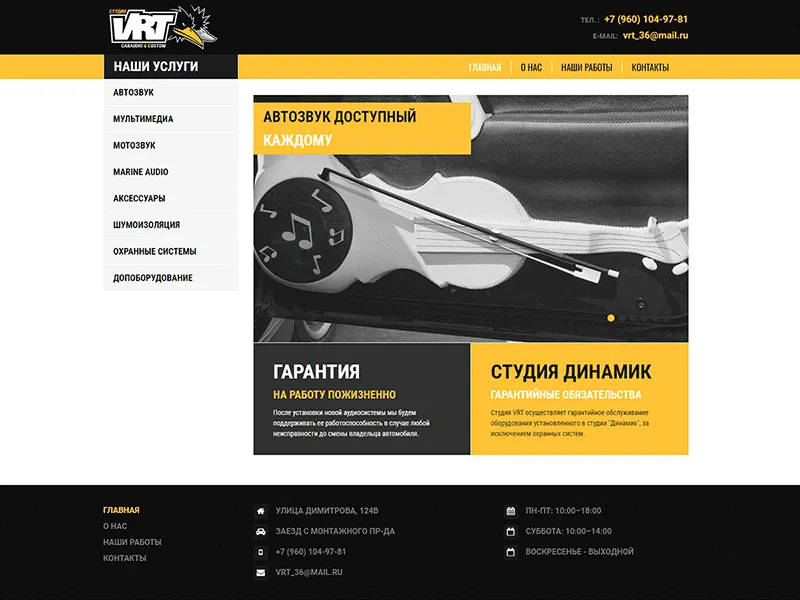 СТУДИЯ
VRT
CARAUDIO & CUSTOM
ТЕЛ. : +7 (960) 104-97-81
E-MAIL: vrt_36@mail.ru
НАШИ УСЛУГИ
ГЛАВНАЯ
О НАС
НАШИ РАБОТЫ
КОНТАКТЫ
АВТОЗВУК
МУЛЬТИМЕДИА
МОТОЗВУК
MARINE AUDIO
АКСЕССУАРЫ
ШУМОИЗОЛЯЦИЯ
ОХРАННЫЕ СИСТЕМЫ
ДОПОБОРУДОВАНИЕ
АВТОЗВУК ДОСТУПНЫЙ
КАЖДОМУ
ГАРАНТИЯ
НА РАБОТУ ПОЖИЗНЕННО
После установки новой аудиосистемы мы будем
поддерживать ее работоспособность в случае любой
неисправности до смены владельца автомобиля.
СТУДИЯ ДИНАМИК
ГАРАНТИЙНЫЕ ОБЯЗАТЕЛЬСТВА
Студия VRT осуществляет гарантийное обслуживание
оборудования установленного в студии "Динамик", за
исключением охранных систем.
ГЛАВНАЯ
О НАС
НАШИ РАБОТЫ
КОНТАКТЫ
УЛИЦА ДИМИТРОВА, 124В
ЗАЕЗД С МОНТАЖНОГО ПР-ДА
+7 (960) 104-97-81
VRT_36@MAIL.RU
ПН-ПТ: 10:00–18:00
СУББОТА: 10:00–14:00
ВОСКРЕСЕНЬЕ - ВЫХОДНОЙ